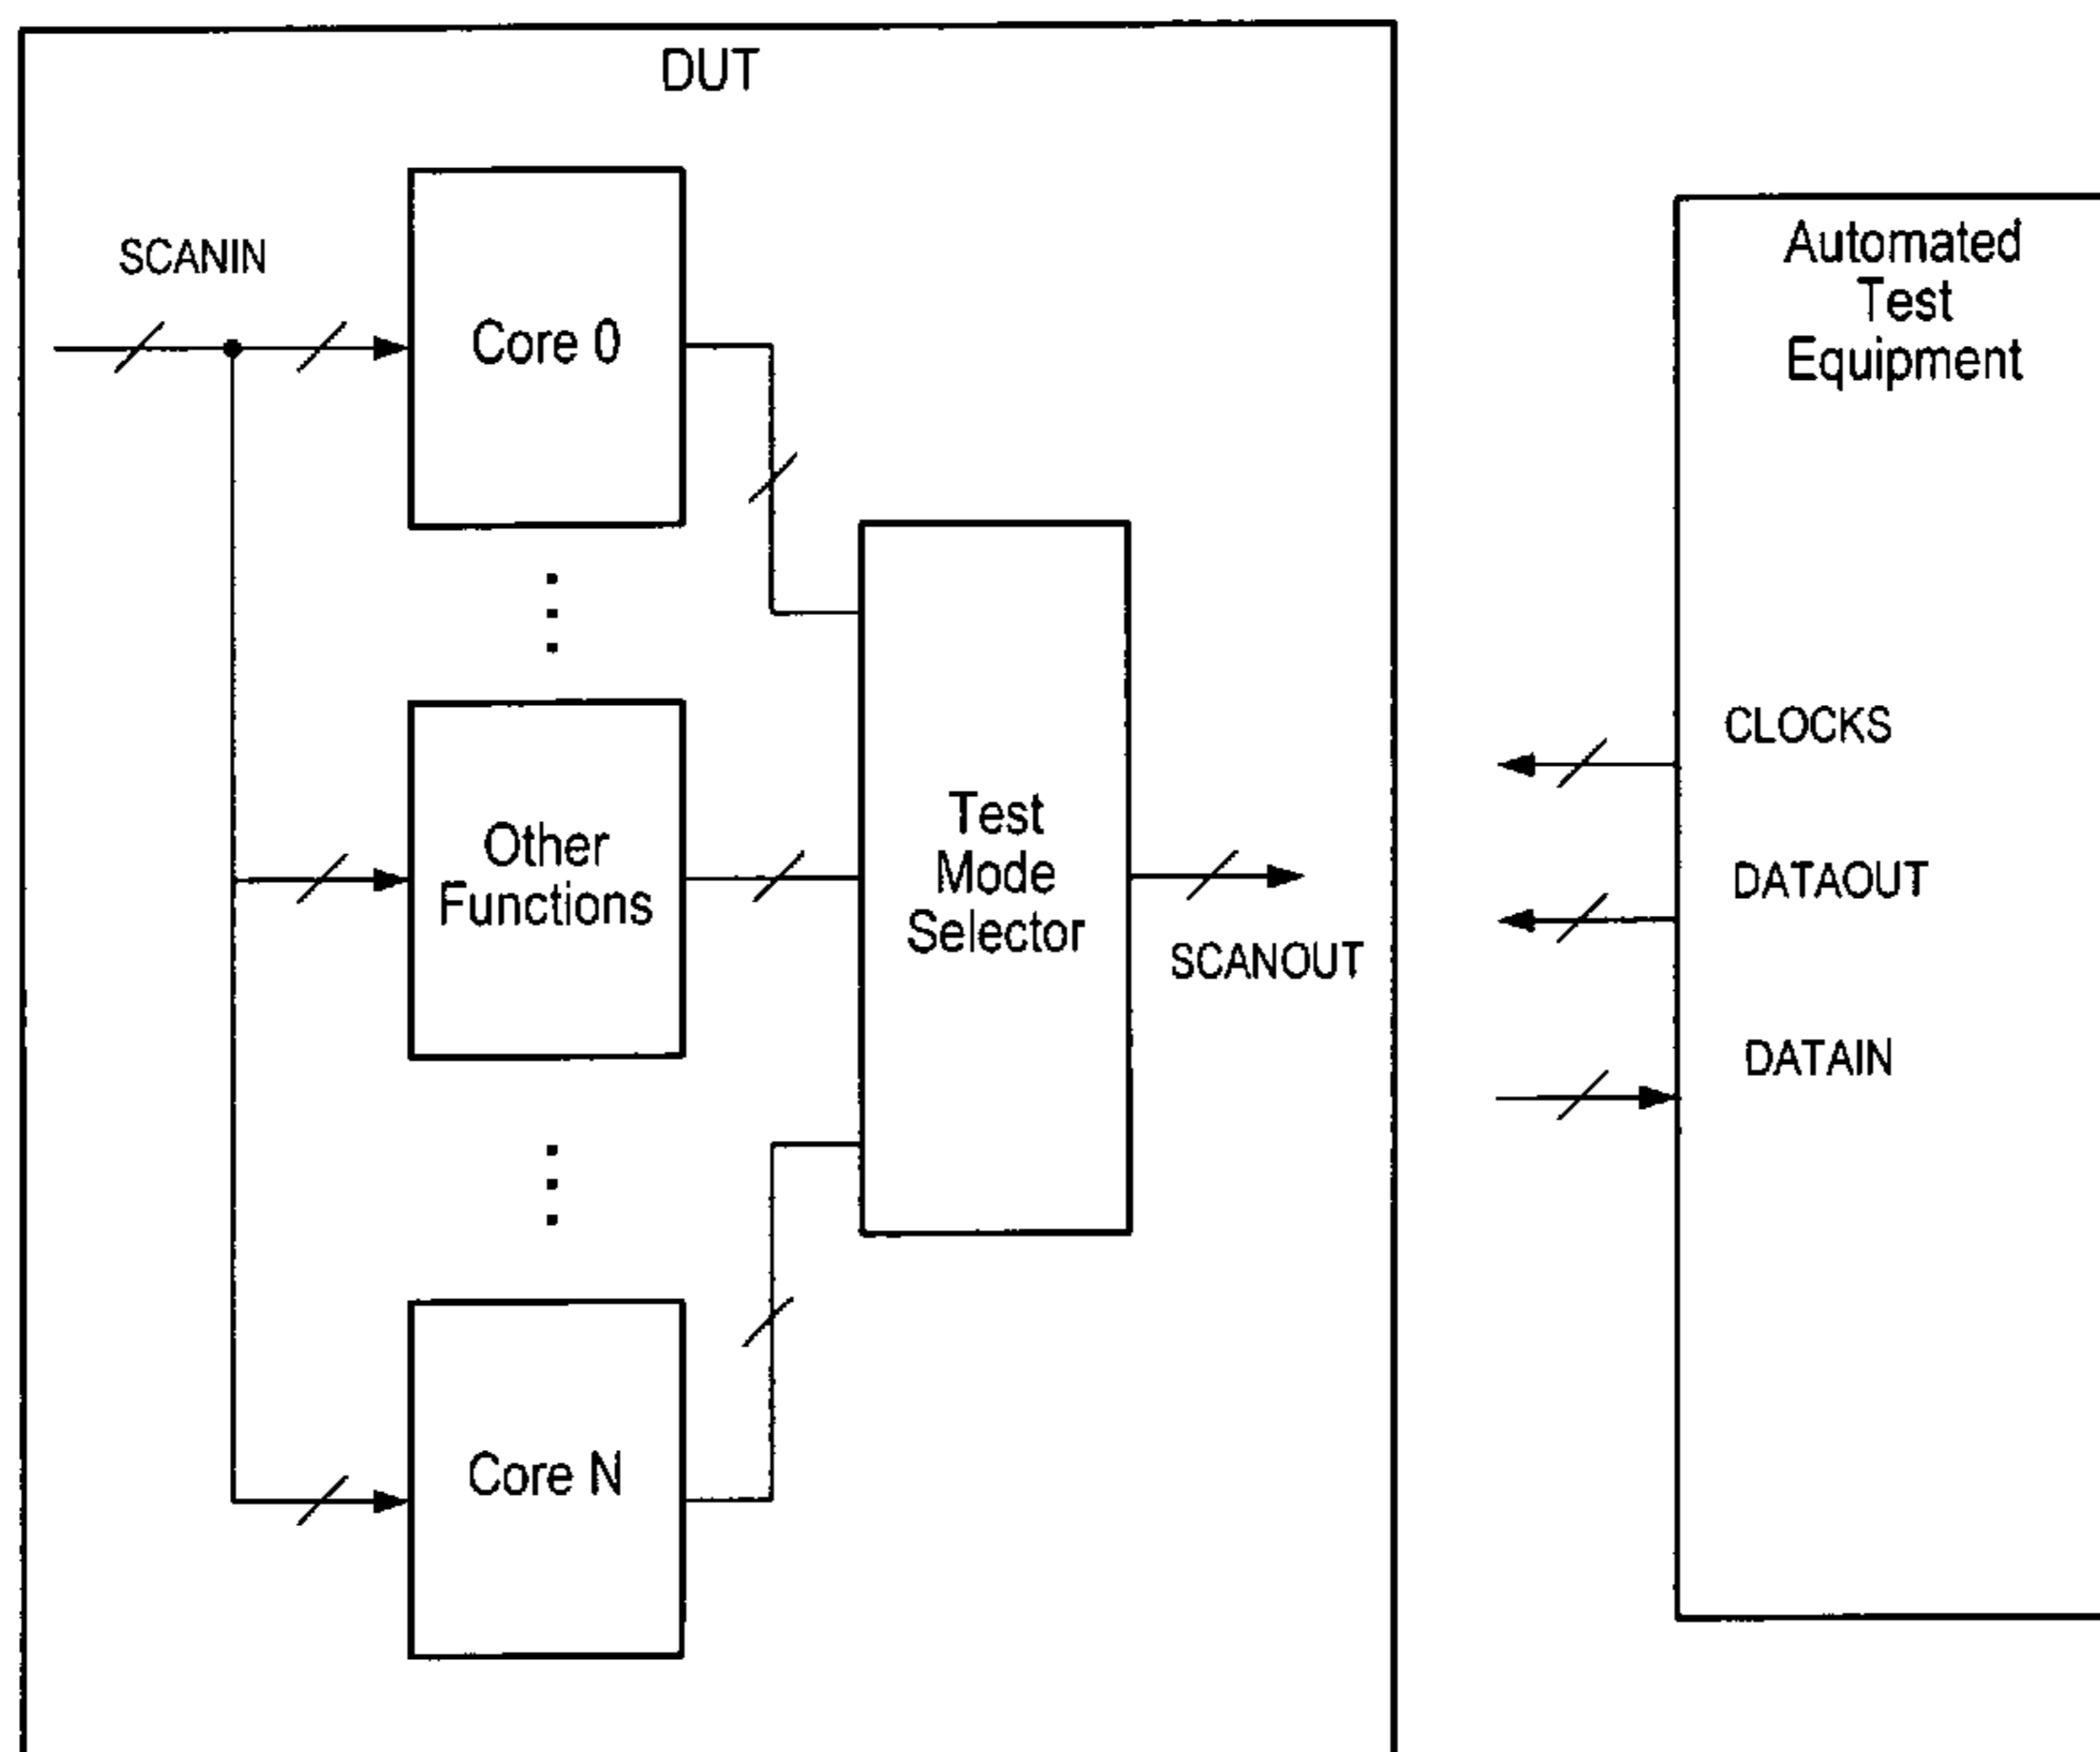 DUT
SCANIN
Core 0
Other
Functions
Core N
Test
Mode
Selector
SCANOUT
Automated
Test
Equipment
CLOCKS
DATAOUT
DATAIN